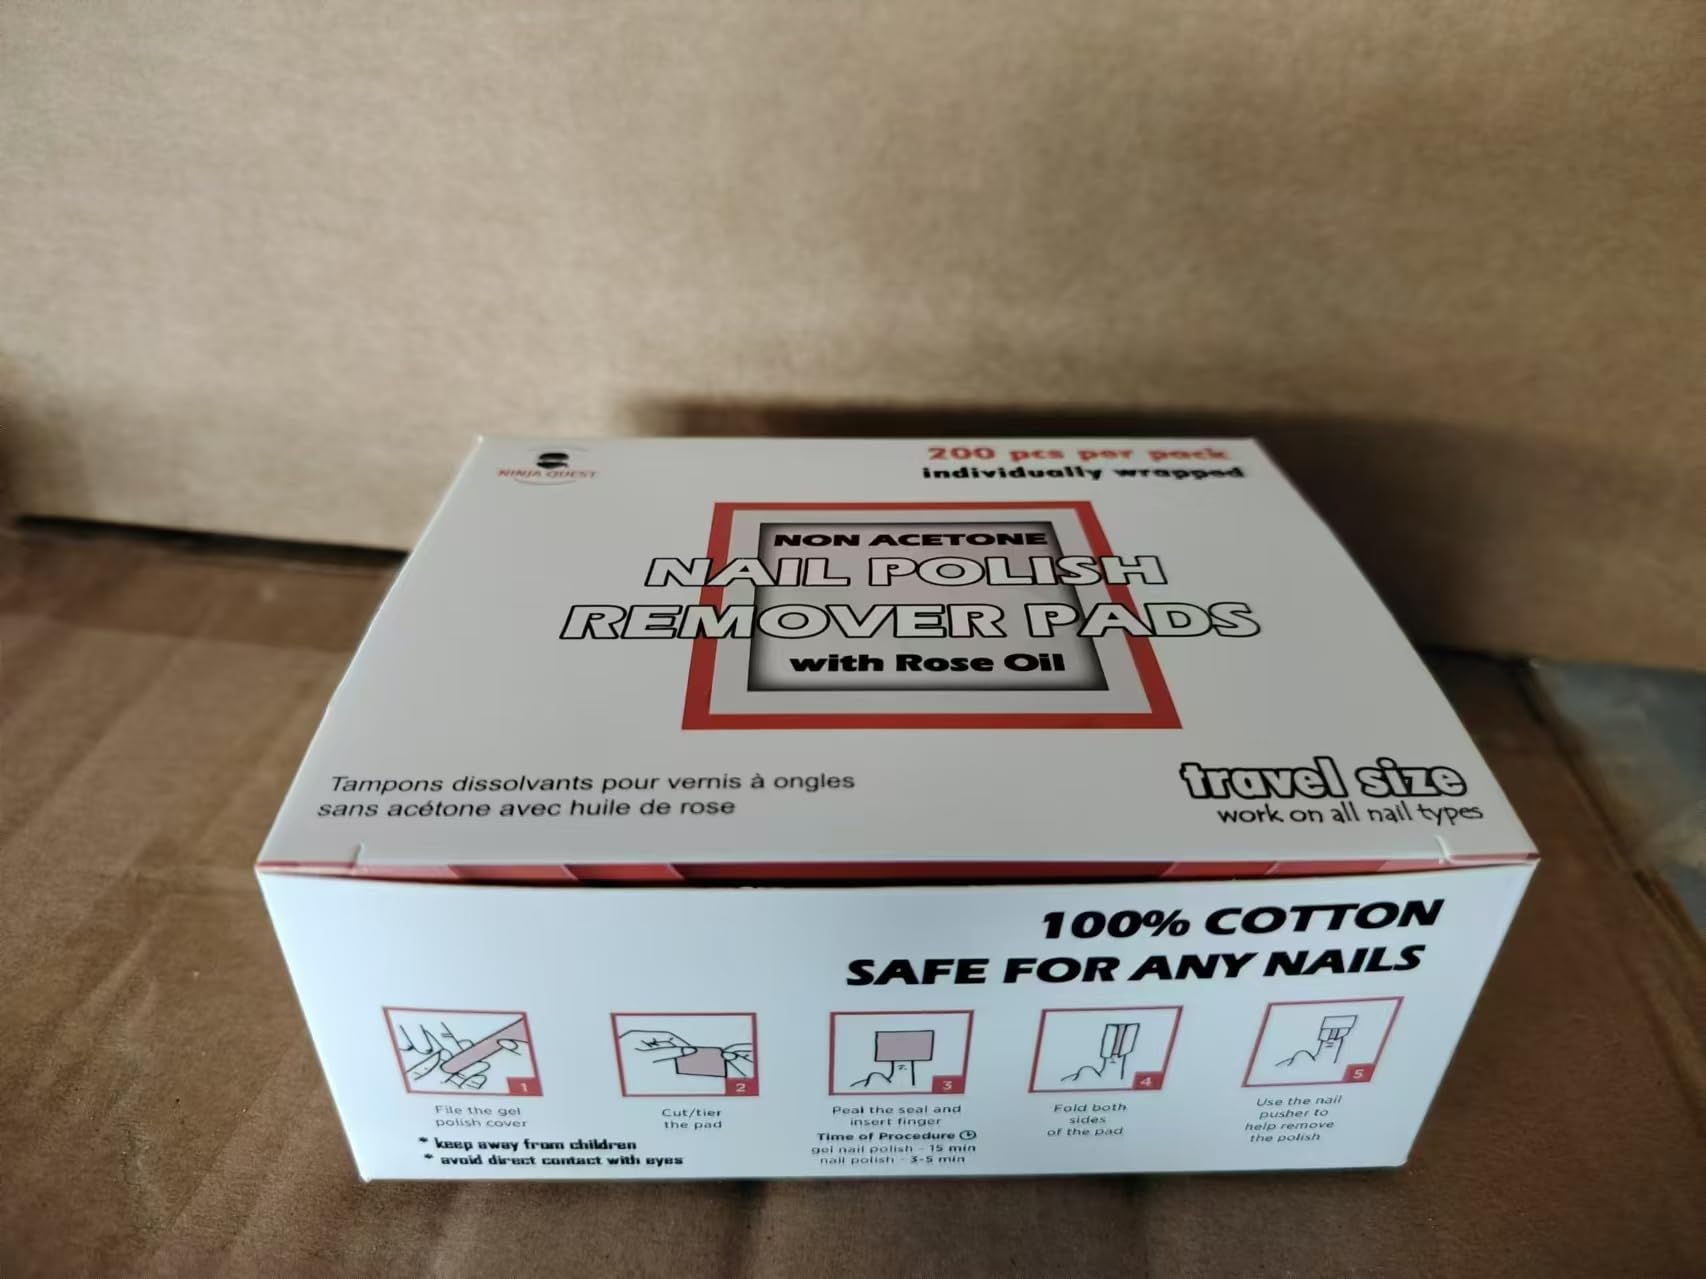 NINJA QUEST
200 pcs per pack
individually wrapped
NON ACETONE
NAIL POLISH
REMOVER PADS
with Rose Oil
Tampons dissolvants pour vernis à ongles
sans acétone avec huile de rose
travel size
work on all nail types
100% COTTON
SAFE FOR ANY NAILS
1
File the gel
polish cover
2
Cut/tier
the pad
3
Peal the seal and
insert finger
Time of Procedure
gel nail polish - 15 min
nail polish - 3-5 min
4
Fold both
sides
of the pad
5
Use the nail
pusher to
help remove
the polish
* keep away from children
* avoid direct contact with eyes